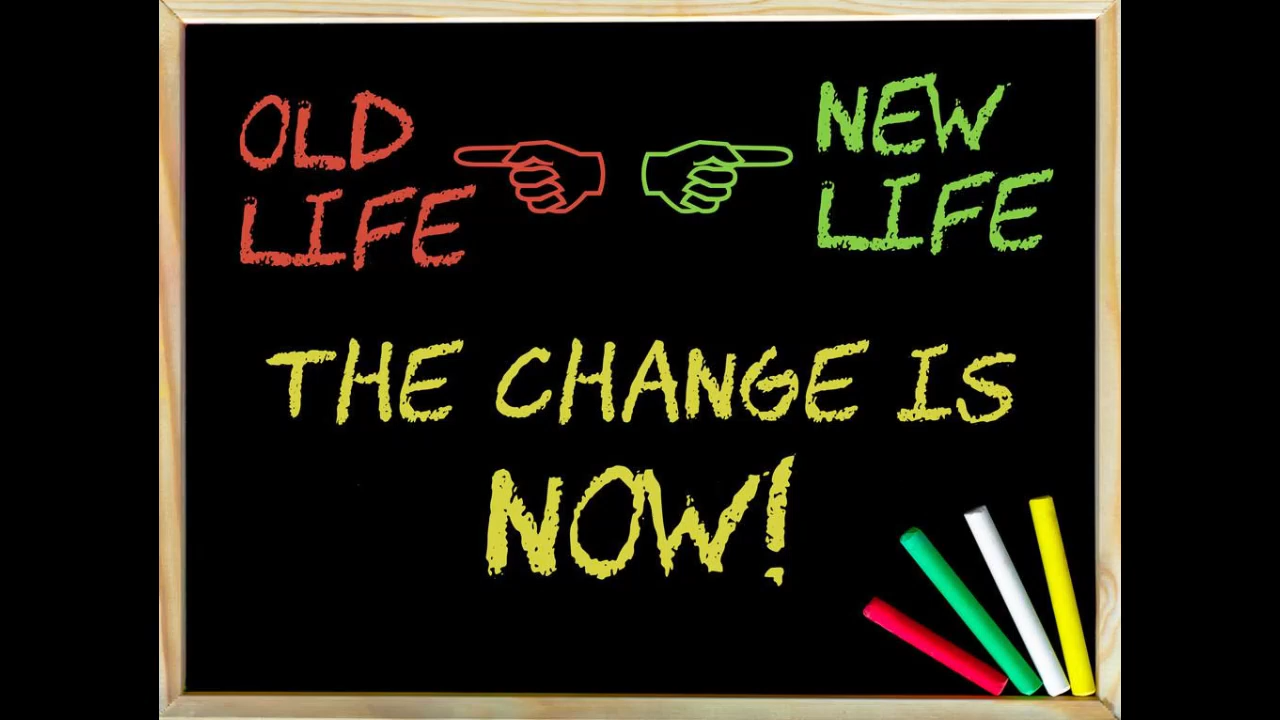 OLD
LIFE
NEW
LIFE
THE CHANGE IS
NOW!